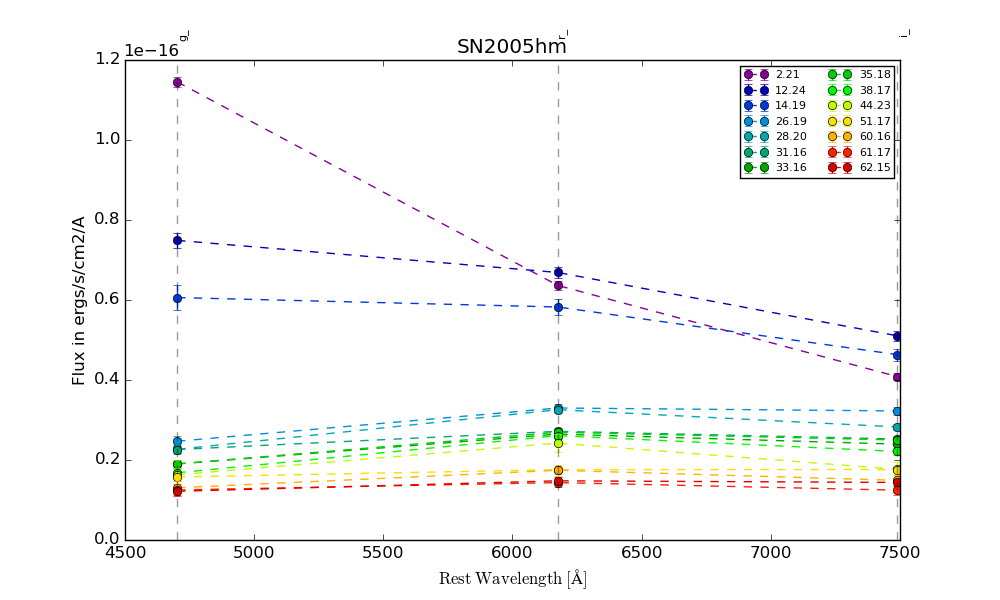 g_
r_
i_
1e−16
SN2005hm
1.2
1.0
0.8
0.6
0.4
0.2
0.0
Flux in ergs/s/cm2/A
2.21 35.18
12.24 38.17
14.19 44.23
26.19 51.17
28.20 60.16
31.16 61.17
33.16 62.15
4500 5000 5500 6000 6500 7000 7500
Rest Wavelength [Å]